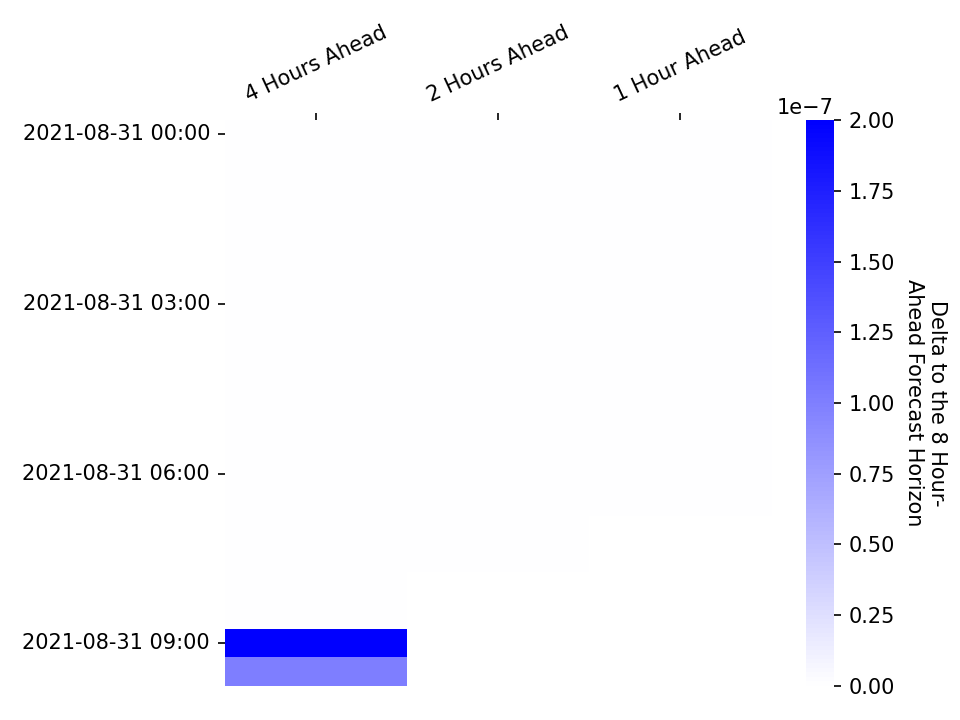 4 Hours Ahead
2 Hours Ahead
1 Hour Ahead
1e−7
2021-08-31 00:00
2021-08-31 03:00
2021-08-31 06:00
2021-08-31 09:00
2.00
1.75
1.50
1.25
1.00
0.75
0.50
0.25
0.00
Delta to the 8 Hour-
Ahead Forecast Horizon